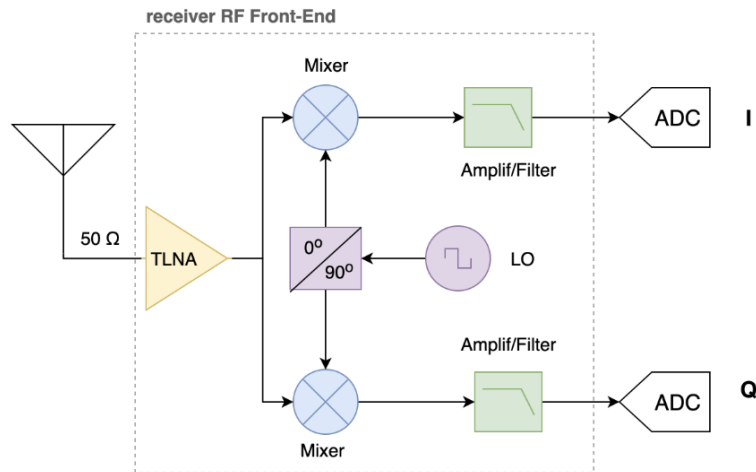 receiver RF Front-End
Mixer
ADC
I
Amplif/Filter
50 Ω
TLNA
0º
90º
LO
Amplif/Filter
ADC
Q
Mixer